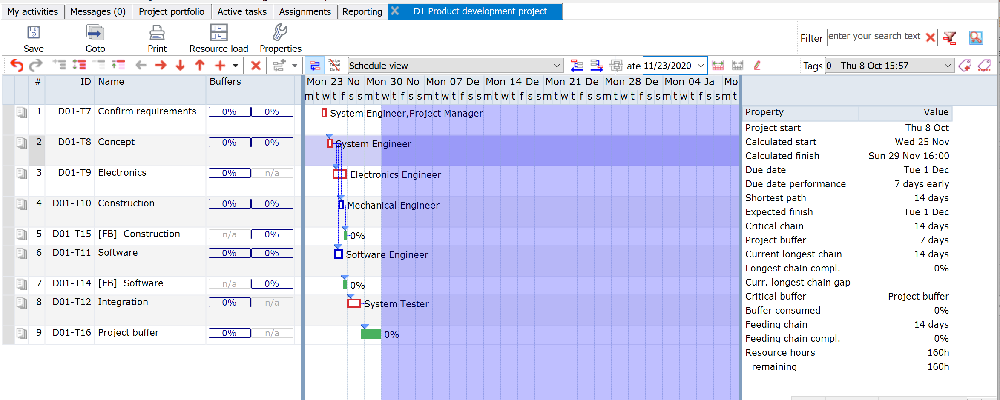 My activities Messages (0) Project portfolio Active tasks Assignments Reporting D1 Product development project
Save Goto Print Resource load Properties
Filter enter your search text
Design
Devel
Devel
Schedule view
ate 11/23/2020
Tags 0 - Thu 8 Oct 15:57
# ID Name Buffers
Mon 23 No Mon 30 No Mon 07 De Mon 14 De Mon 21 De Mon 28 De Mon 04 Ja Mo
m t w t f s s m t w t f s s m t w t f s s m t w t f s s m t w t f s s m t w t f s s m t w t f s s m t
1 D01-T7 Confirm requirements 0% 0% System Engineer,Project Manager
2 D01-T8 Concept 0% 0% System Engineer
3 D01-T9 Electronics 0% n/a Electronics Engineer
4 D01-T10 Construction 0% 0% Mechanical Engineer
5 D01-T15 [FB] Construction n/a 0% 0%
6 D01-T11 Software 0% 0% Software Engineer
7 D01-T14 [FB] Software n/a 0% 0%
8 D01-T12 Integration 0% n/a System Tester
9 D01-T16 Project buffer 0% n/a 0%
Property Value
Project start Thu 8 Oct
Calculated start Wed 25 Nov
Calculated finish Sun 29 Nov 16:00
Due date Tue 1 Dec
Due date performance 7 days early
Shortest path 14 days
Expected finish Tue 1 Dec
Critical chain 14 days
Project buffer 7 days
Current longest chain 14 days
Longest chain compl. 0%
Curr. longest chain gap
Critical buffer Project buffer
Buffer consumed 0%
Feeding chain 14 days
Feeding chain compl. 0%
Resource hours 160h
remaining 160h